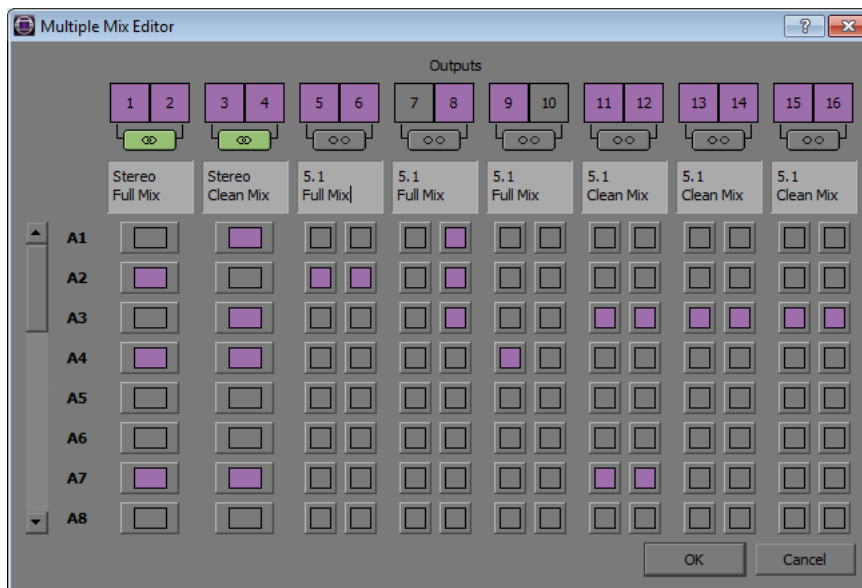 Multiple Mix Editor
?
Outputs
1 2 3 4 5 6 7 8 9 10 11 12 13 14 15 16
Stereo Stereo 5.1 5.1 5.1 5.1 5.1 5.1
Full Mix Clean Mix Full Mix Full Mix Full Mix Clean Mix Clean Mix Clean Mix
A1
A2
A3
A4
A5
A6
A7
A8
OK Cancel